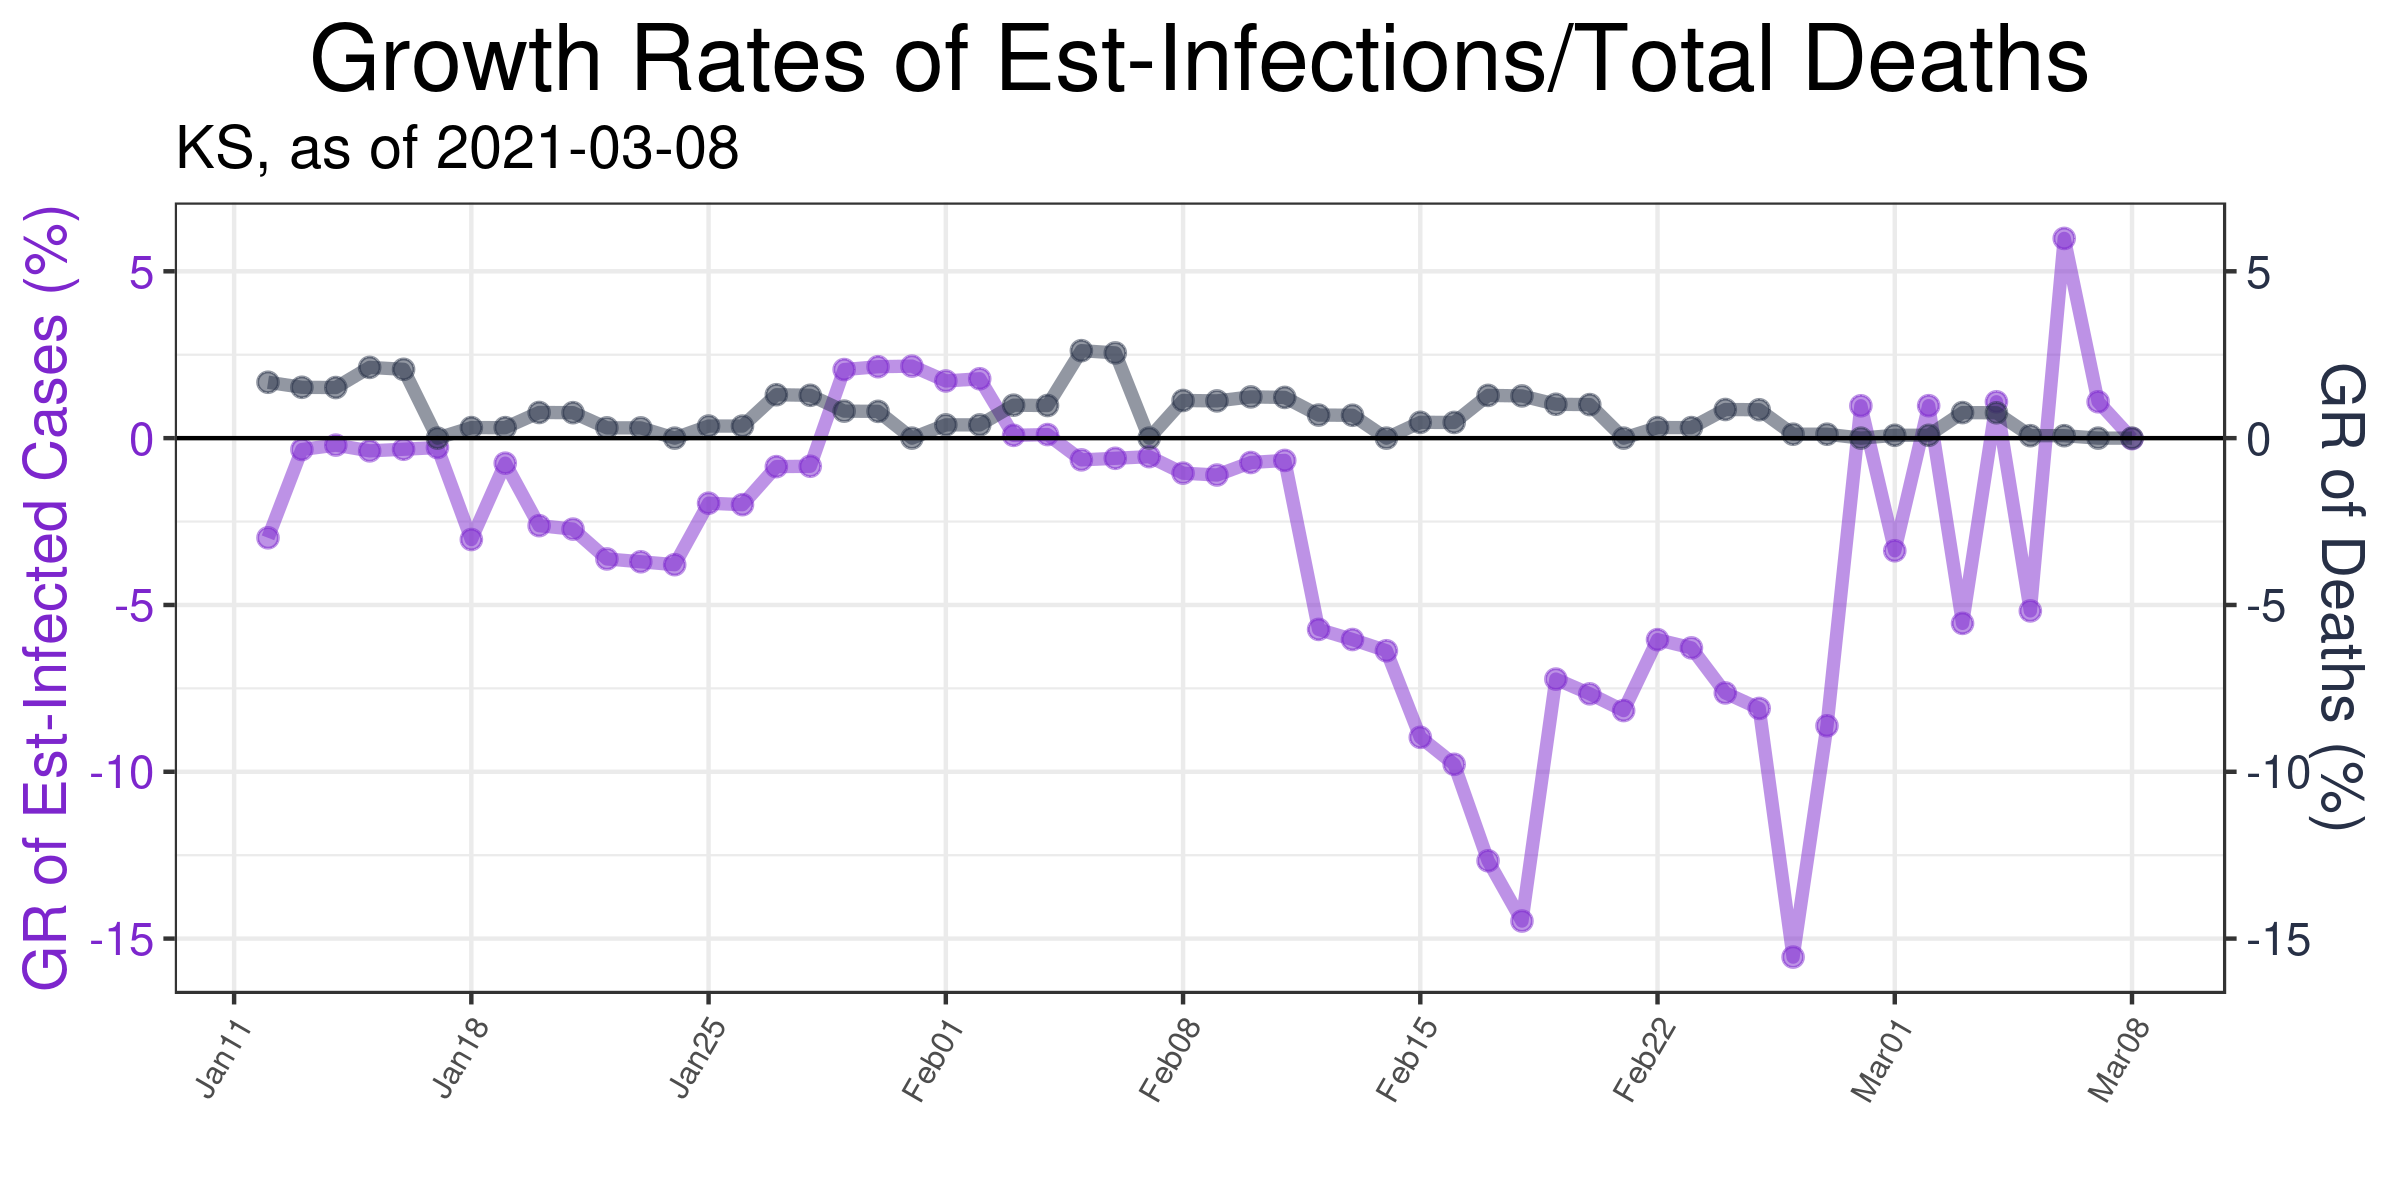 Growth Rates of Est-Infections/Total Deaths
KS, as of 2021-03-08
GR of Est-Infected Cases (%)
5
0
-5
-10
-15
5
0
-5
-10
-15
GR of Deaths (%)
Jan11
Jan18
Jan25
Feb01
Feb08
Feb15
Feb22
Mar01
Mar08